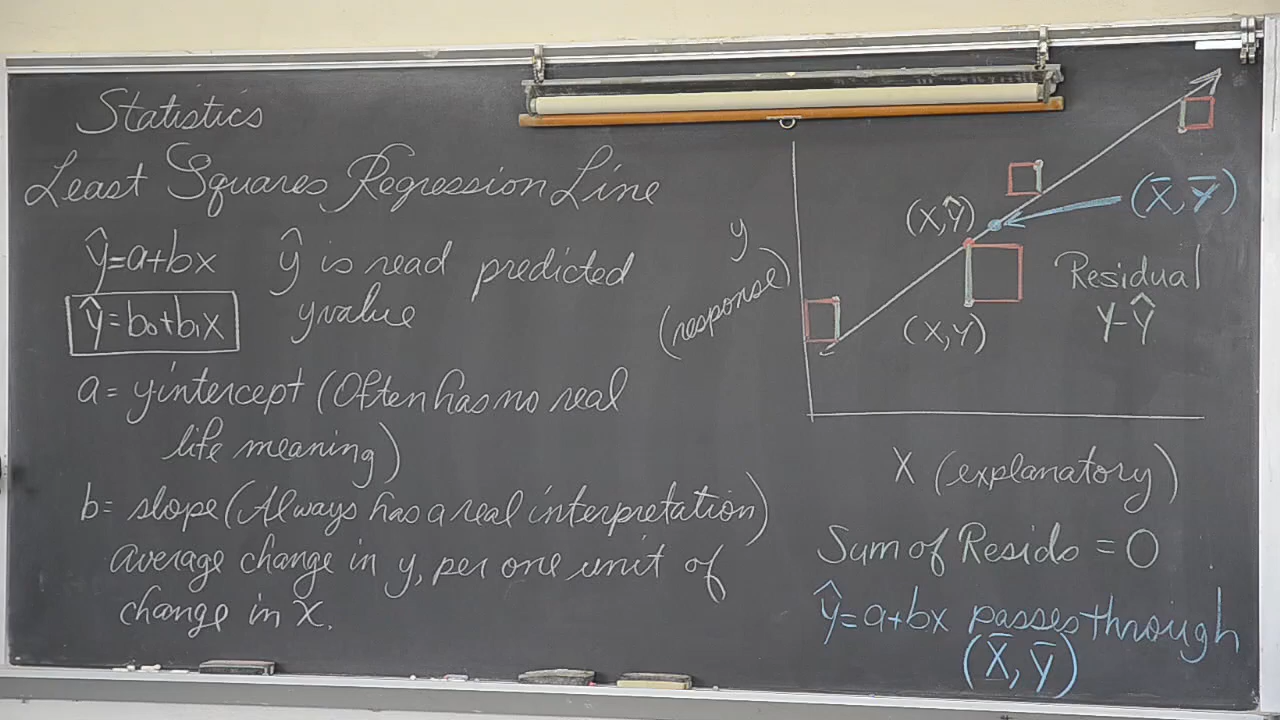 Statistics
Least Squares Regression Line
ŷ=a+bx
ŷ is read predicted
y value
ŷ=b₀+b₁x
a = y intercept (Often has no real
life meaning)
b= slope (Always has a real interpretation)
average change in y, per one unit of
change in x.
y
(response)
(x,ŷ)
(x̄,ȳ)
(x,y)
Residual
y-ŷ
x (explanatory)
Sum of Resids = 0
ŷ=a+bx passes through
(x̄,ȳ)